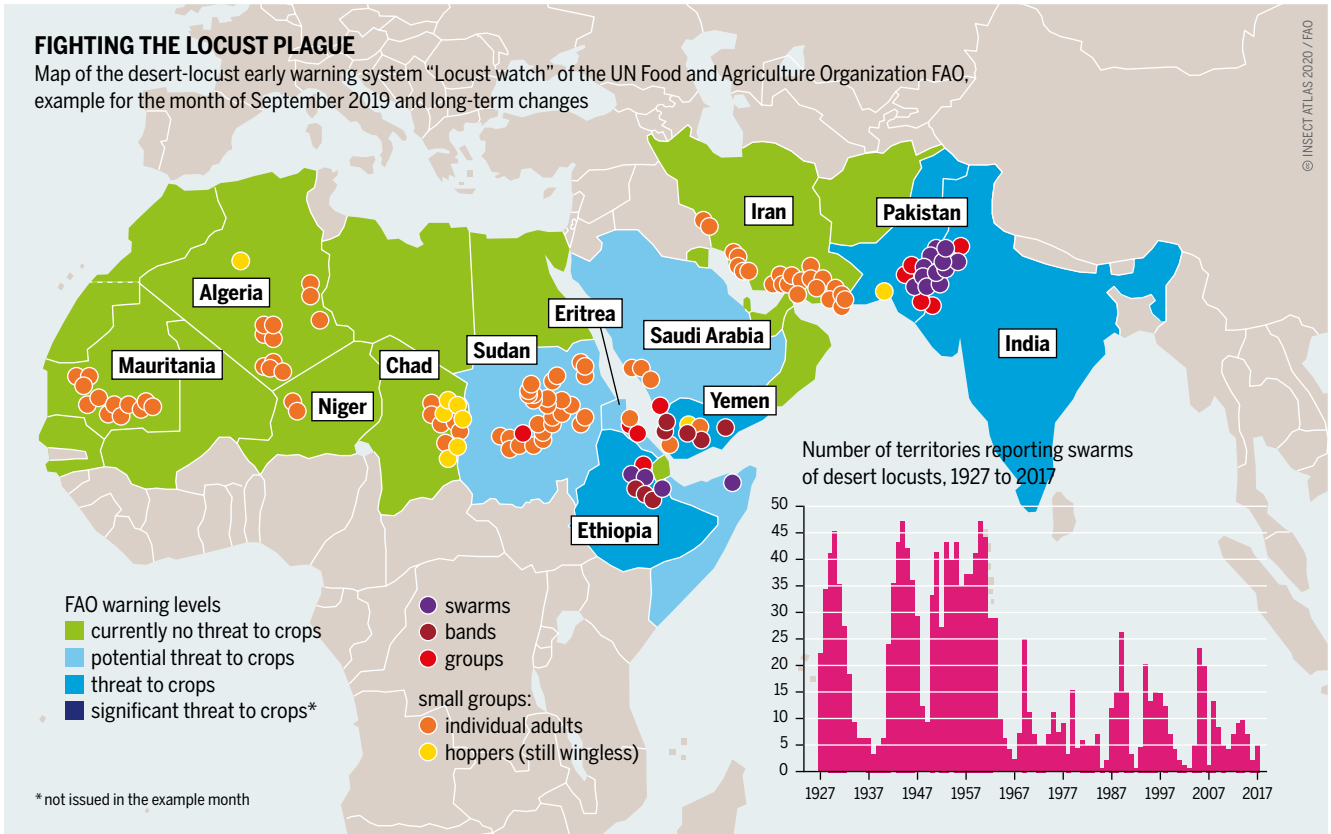 FIGHTING THE LOCUST PLAGUE
Map of the desert-locust early warning system “Locust watch” of the UN Food and Agriculture Organization FAO,
example for the month of September 2019 and long-term changes
INSECT ATLAS 2020 / FAO
Iran
Pakistan
Algeria
Eritrea
Saudi Arabia
India
Mauritania
Chad
Sudan
Niger
Yemen
Ethiopia
FAO warning levels
currently no threat to crops
potential threat to crops
threat to crops
significant threat to crops*
swarms
bands
groups
small groups:
individual adults
hoppers (still wingless)
*not issued in the example month
Number of territories reporting swarms
of desert locusts, 1927 to 2017
50
45
40
35
30
25
20
15
10
5
0
1927 1937 1947 1957 1967 1977 1987 1997 2007 2017